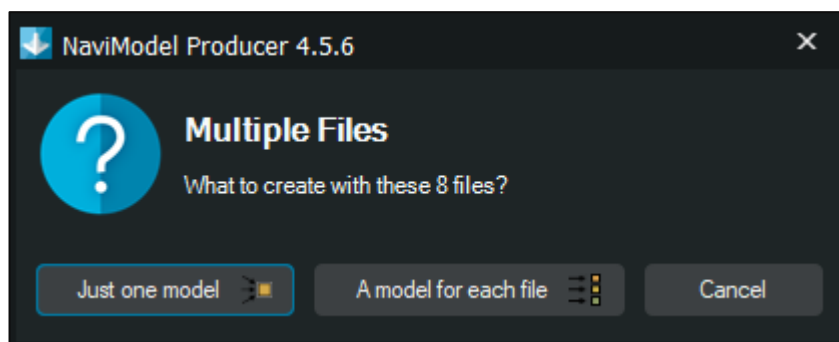 NaviModel Producer 4.5.6
Multiple Files
What to create with these 8 files?
Just one model
A model for each file
Cancel